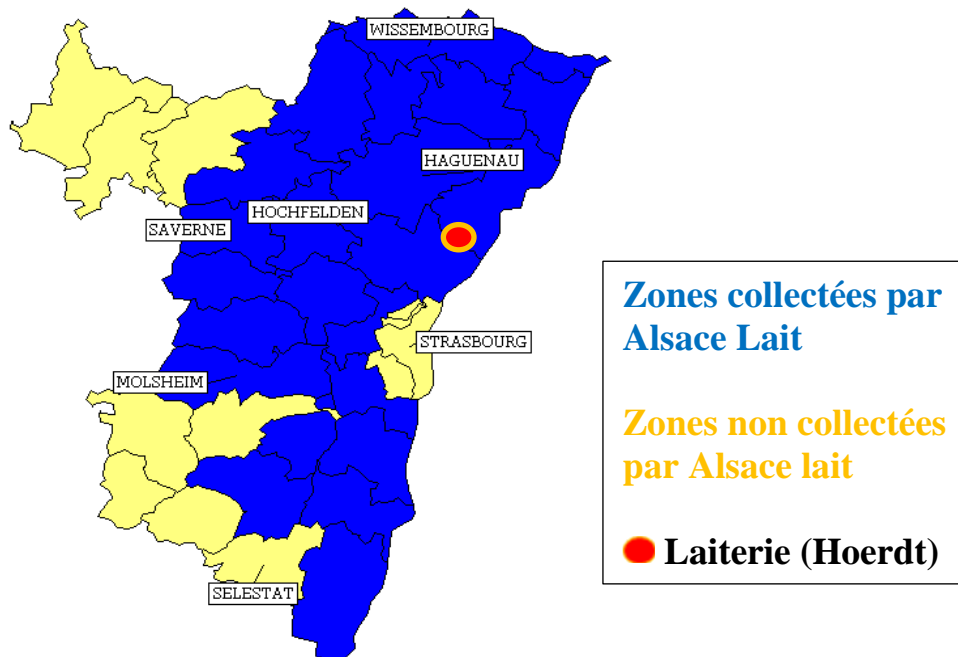 WISSEMBOURG
HAGUENAU
HOCHFELDEN
SAVERNE
STRASBOURG
MOLSHEIM
SELESTAT
Zones collectées par
Alsace Lait
Zones non collectées
par Alsace lait
Laiterie (Hoerdt)